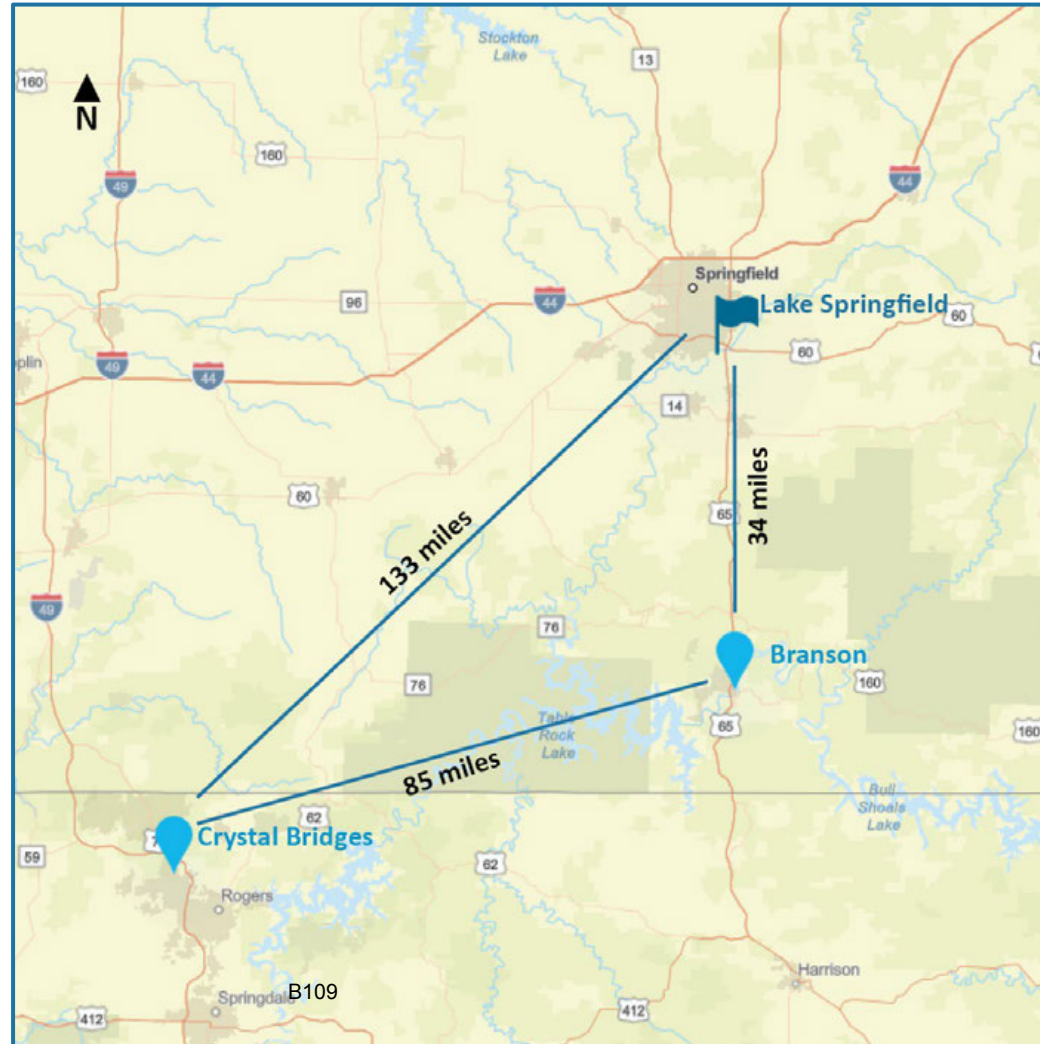 Stockton
Lake
13
160
N
160
49
44
Springfield
96
44
Lake Springfield
60
60
49
44
plin
14
60
133 miles
65
34 miles
49
76
Branson
76
160
Table
Rock
Lake
65
160
85 miles
Bull
Shoals
Lake
62
Crystal Bridges
59
62
Rogers
Harrison
Springdale
B109
412
412